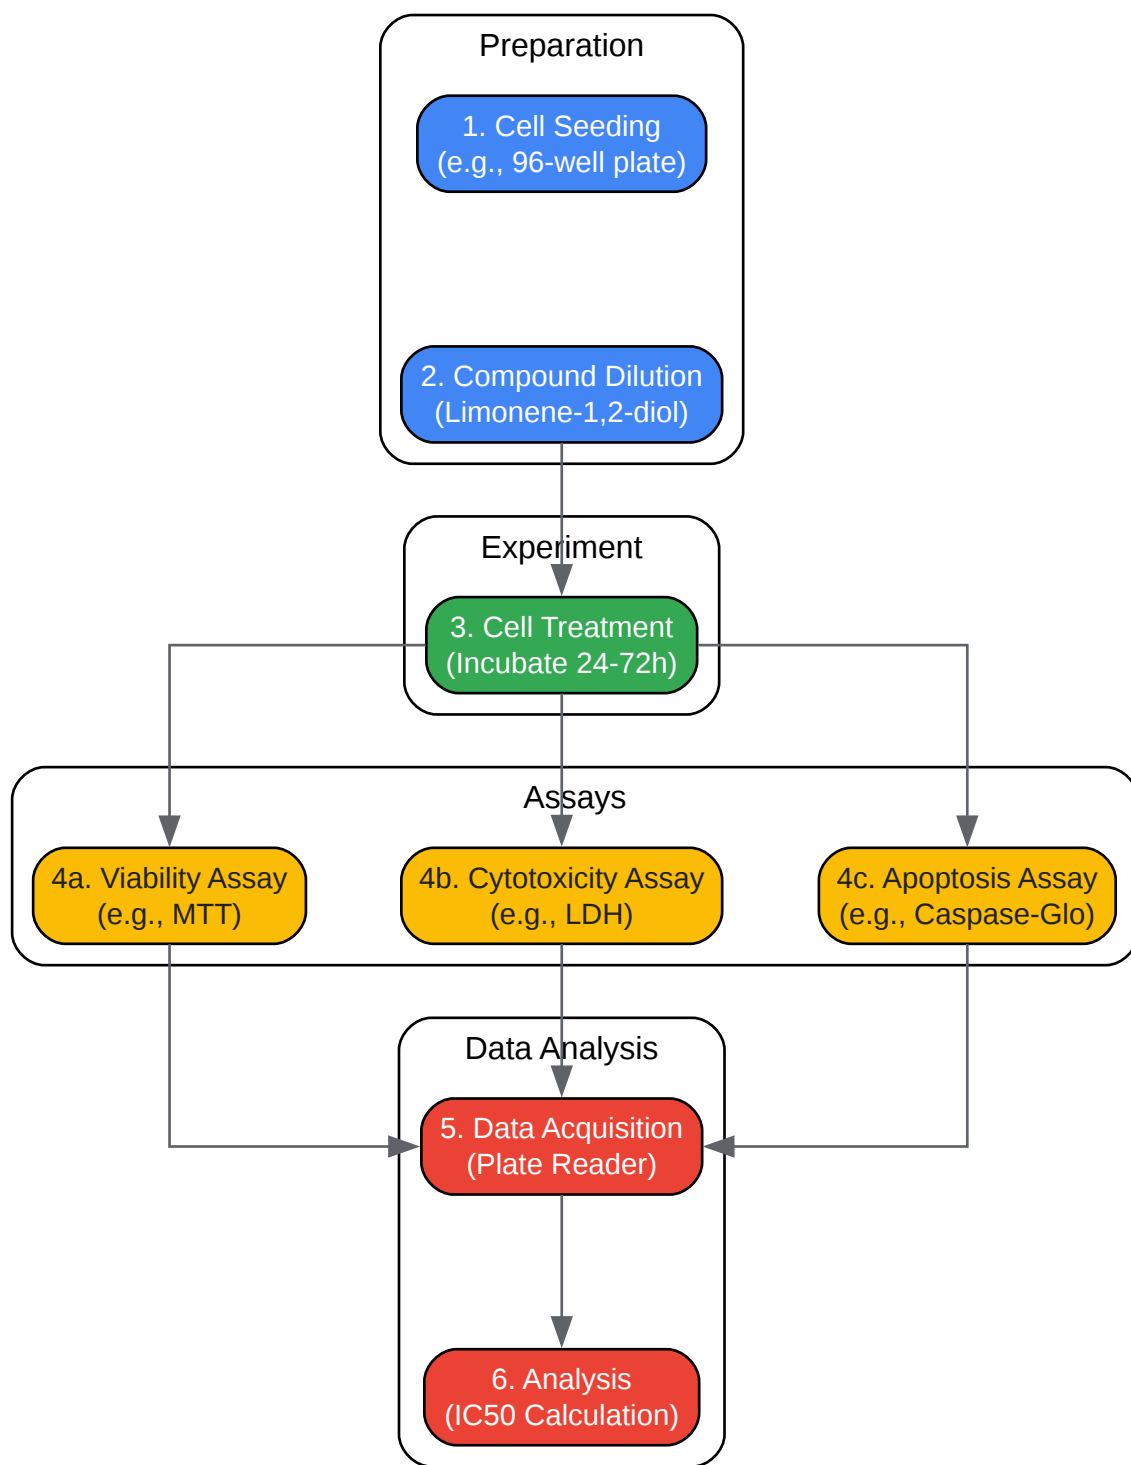 Preparation
1. Cell Seeding
(e.g., 96-well plate)
2. Compound Dilution
(Limonene-1,2-diol)
Experiment
3. Cell Treatment
(Incubate 24-72h)
Assays
4a. Viability Assay
(e.g., MTT)
4b. Cytotoxicity Assay
(e.g., LDH)
4c. Apoptosis Assay
(e.g., Caspase-Glo)
Data Analysis
5. Data Acquisition
(Plate Reader)
6. Analysis
(IC50 Calculation)